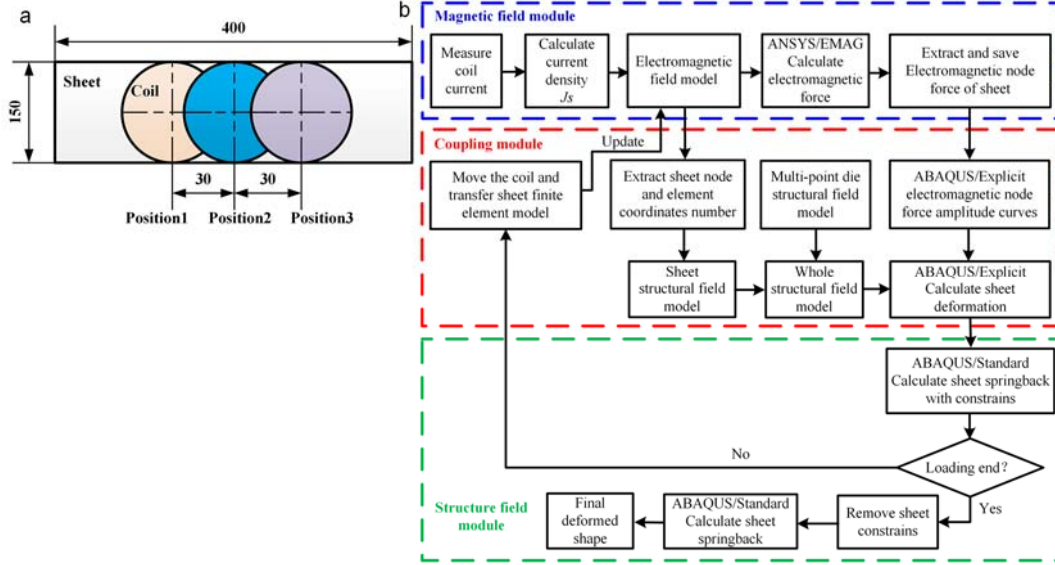 a
400
Sheet
Coil
150
30
30
Position1
Position2
Position3
b
Magnetic field module
Measure
coil
current
Calculate
current
density
Js
Electromagnetic
field model
ANSYS/EMAG
Calculate
electromagnetic
force
Extract and save
Electromagnetic node
force of sheet
Coupling module
Update
Move the coil and
transfer sheet finite
element model
Extract sheet node
and element
coordinates number
Multi-point die
structural field
model
ABAQUS/Explicit
electromagnetic node
force amplitude curves
Sheet
structural field
model
Whole
structural field
model
ABAQUS/Explicit
Calculate sheet
deformation
ABAQUS/Standard
Calculate sheet springback
with constrains
No
Loading end?
Yes
Structure field
module
Final
deformed
shape
ABAQUS/Standard
Calculate sheet
springback
Remove sheet
constrains